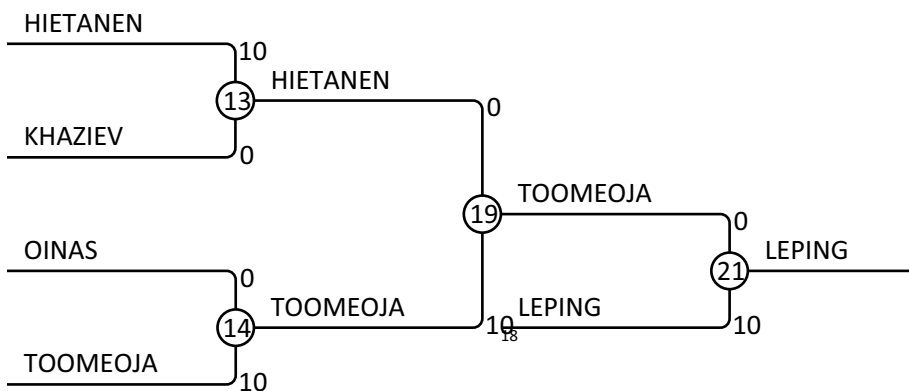 HIETANEN
10
13
HIETANEN
KHAZIEV
0
0
19
TOOMEOJA
OINAS
0
14
TOOMEOJA
TOOMEOJA
10
10
18
LEPING
0
21
LEPING
10